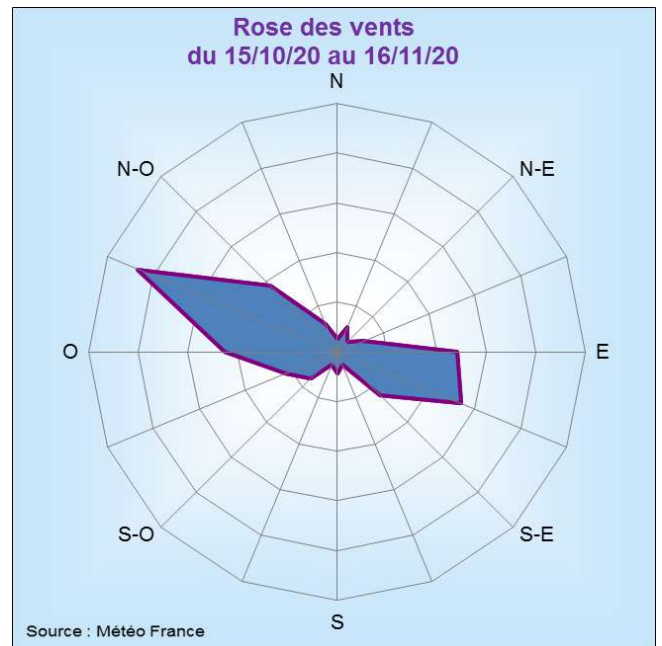 Rose des vents
du 15/10/20 au 16/11/20
N
N-O
N-E
O
E
S-O
S-E
S
Source : Météo France